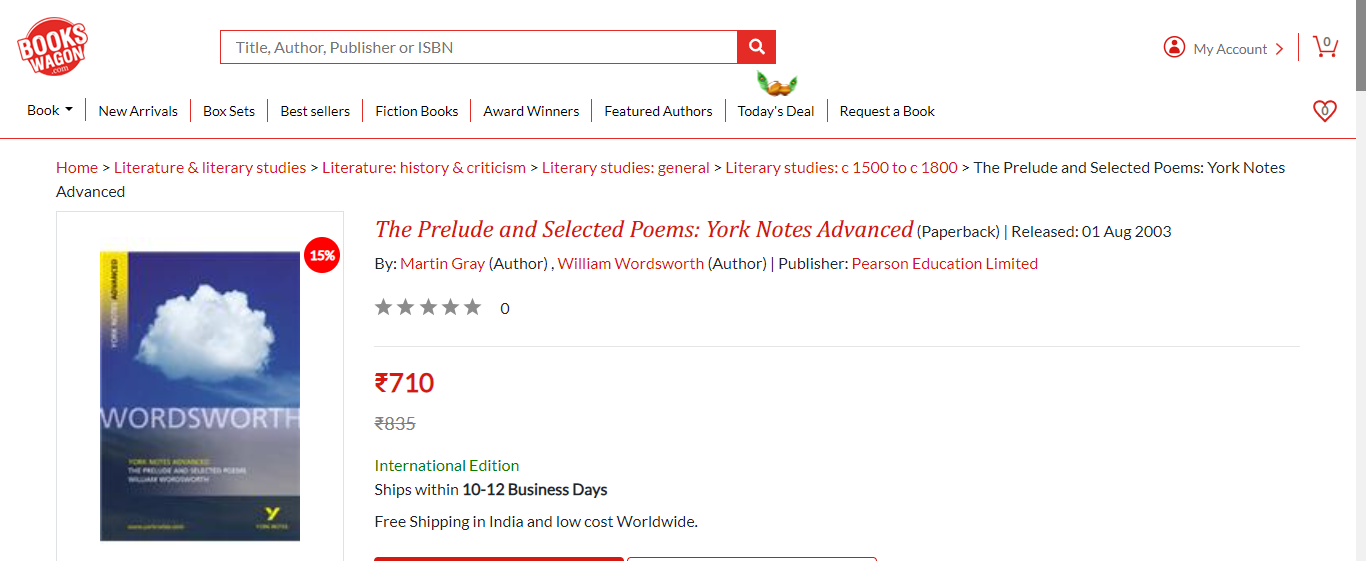 BOOKS
WAGON
.com
Title, Author, Publisher or ISBN
My Account
0
Book
New Arrivals
Box Sets
Best sellers
Fiction Books
Award Winners
Featured Authors
Today's Deal
Request a Book
0
Home > Literature & literary studies > Literature: history & criticism > Literary studies: general > Literary studies: c 1500 to c 1800 > The Prelude and Selected Poems: York Notes
Advanced
15%
YORK NOTES ADVANCED
WORDSWORTH
YORK NOTES ADVANCED
THE PRELUDE AND SELECTED POEMS
WILLIAM WORDSWORTH
www.yorknotes.com
YORK NOTES
The Prelude and Selected Poems: York Notes Advanced (Paperback) | Released: 01 Aug 2003
By: Martin Gray (Author) , William Wordsworth (Author) | Publisher: Pearson Education Limited
0
₹710
₹835
International Edition
Ships within 10-12 Business Days
Free Shipping in India and low cost Worldwide.